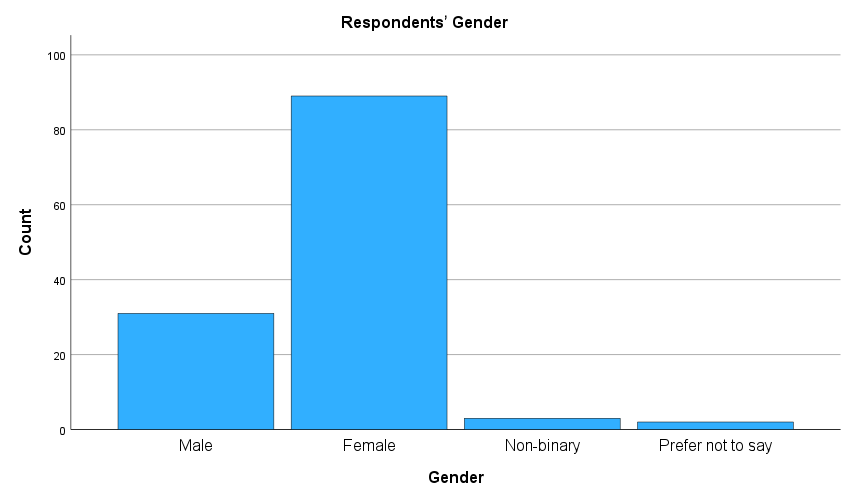 Respondents’ Gender
100
80
60
40
20
0
Count
Male Female Non-binary Prefer not to say
Gender